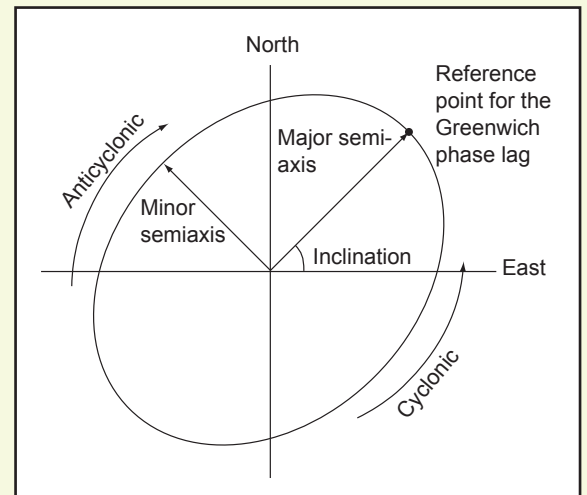 North
Reference
point for the
Greenwich
phase lag
Major semi-
axis
Anticyclonic
Minor
semiaxis
Inclination
East
Cyclonic